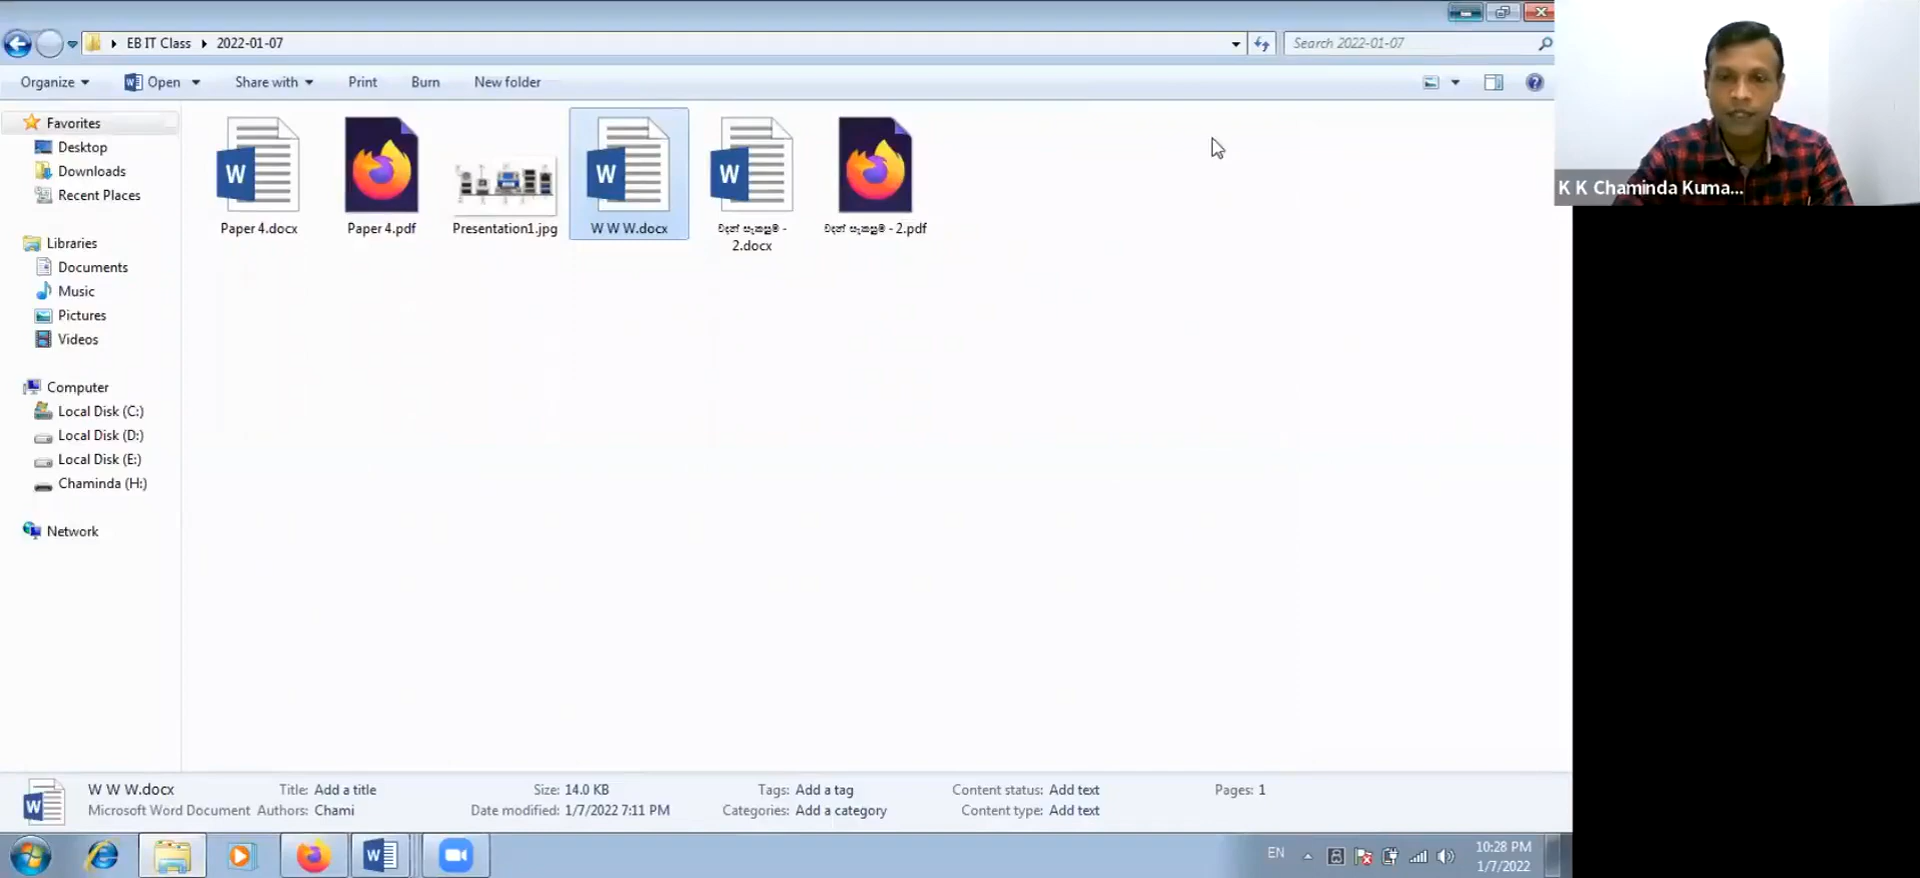 EB IT Class 2022-01-07 Search 2022-01-07
Organize Open Share with Print Burn New folder
Favorites
Desktop
Downloads
Recent Places
Libraries
Documents
Music
Pictures
Videos
Computer
Local Disk (C:)
Local Disk (D:)
Local Disk (E:)
Chaminda (H:)
Network
Paper 4.docx
Paper 4.pdf
Presentation1.jpg
W W W.docx
වදන් සැකසුම් -
2.docx
වදන් සැකසුම් - 2.pdf
K K Chaminda Kuma...
W W W.docx Title: Add a title Size: 14.0 KB Tags: Add a tag Content status: Add text Pages: 1
Microsoft Word Document Authors: Chami Date modified: 1/7/2022 7:11 PM Categories: Add a category Content type: Add text
EN
10:28 PM
1/7/2022